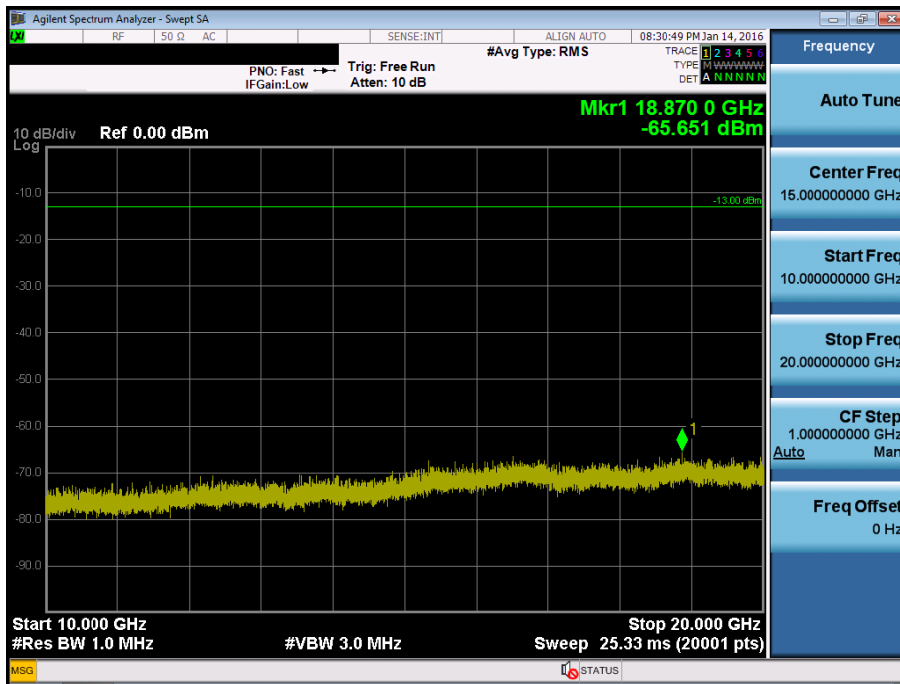 Agilent Spectrum Analyzer - Swept SA
LXI RF 50 Ω AC SENSE:INT ALIGN AUTO 08:30:49 PM Jan 14, 2016
PNO: Fast
IFGain:Low
Trig: Free Run
Atten: 10 dB
#Avg Type: RMS
TRACE 1 2 3 4 5 6
TYPE M W W W W W
DET A N N N N N
Frequency
Mkr1 18.870 0 GHz
-65.651 dBm
10 dB/div Ref 0.00 dBm
Log
-10.0
-20.0
-30.0
-40.0
-50.0
-60.0
-70.0
-80.0
-90.0
-13.00 dBm
1
Start 10.000 GHz Stop 20.000 GHz
#Res BW 1.0 MHz #VBW 3.0 MHz Sweep 25.33 ms (20001 pts)
Auto Tune
Center Freq
15.000000000 GHz
Start Freq
10.000000000 GHz
Stop Freq
20.000000000 GHz
CF Step
1.000000000 GHz
Auto Man
Freq Offset
0 Hz
MSG STATUS